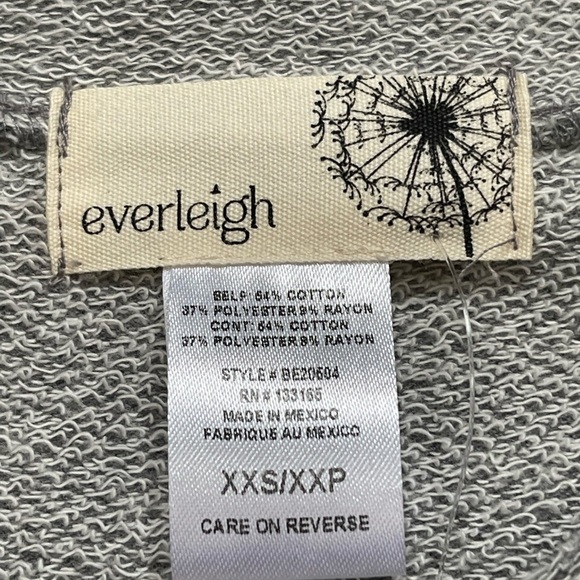 everleigh
SELF: 54% COTTON
37% POLYESTER 9% RAYON
CONT: 54% COTTON
37% POLYESTER 9% RAYON
STYLE # BE20504
RN # 133165
MADE IN MEXICO
FABRIQUE AU MEXICO
XXS/XXP
CARE ON REVERSE